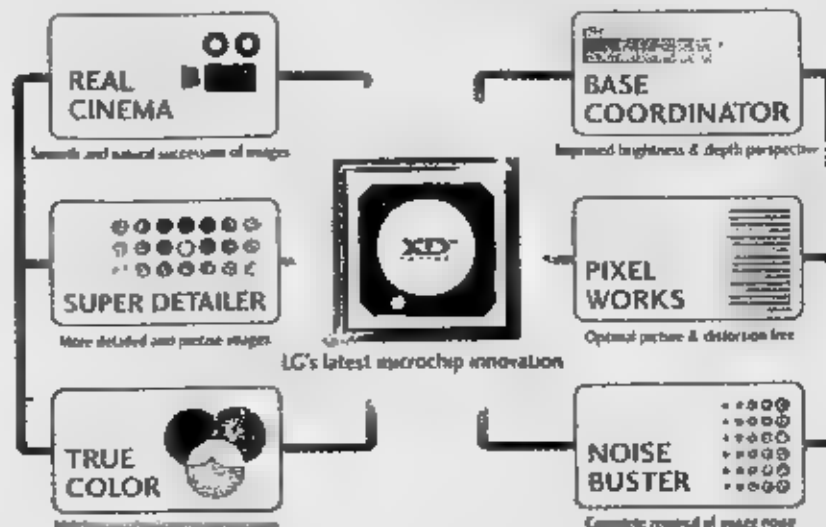 REAL
CINEMA
Smooth and natural succession of images
SUPER DETAILER
More detailed and precise images
TRUE
COLOR
XD™
LG's latest microchip innovation
BASE
COORDINATOR
Improved brightness & depth perspective
PIXEL
WORKS
Optimal picture & distortion free
NOISE
BUSTER
Complete removal of image noise